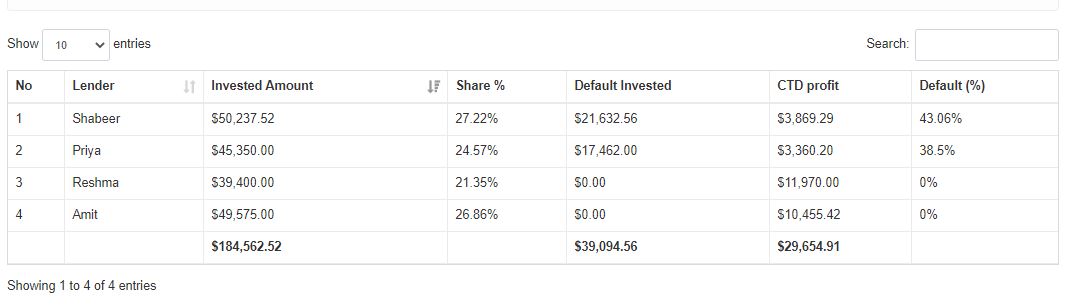 Show 10 entries Search:
No Lender Invested Amount Share % Default Invested CTD profit Default (%)
1 Shabeer $50,237.52 27.22% $21,632.56 $3,869.29 43.06%
2 Priya $45,350.00 24.57% $17,462.00 $3,360.20 38.5%
3 Reshma $39,400.00 21.35% $0.00 $11,970.00 0%
4 Amit $49,575.00 26.86% $0.00 $10,455.42 0%
$184,562.52 $39,094.56 $29,654.91
Showing 1 to 4 of 4 entries